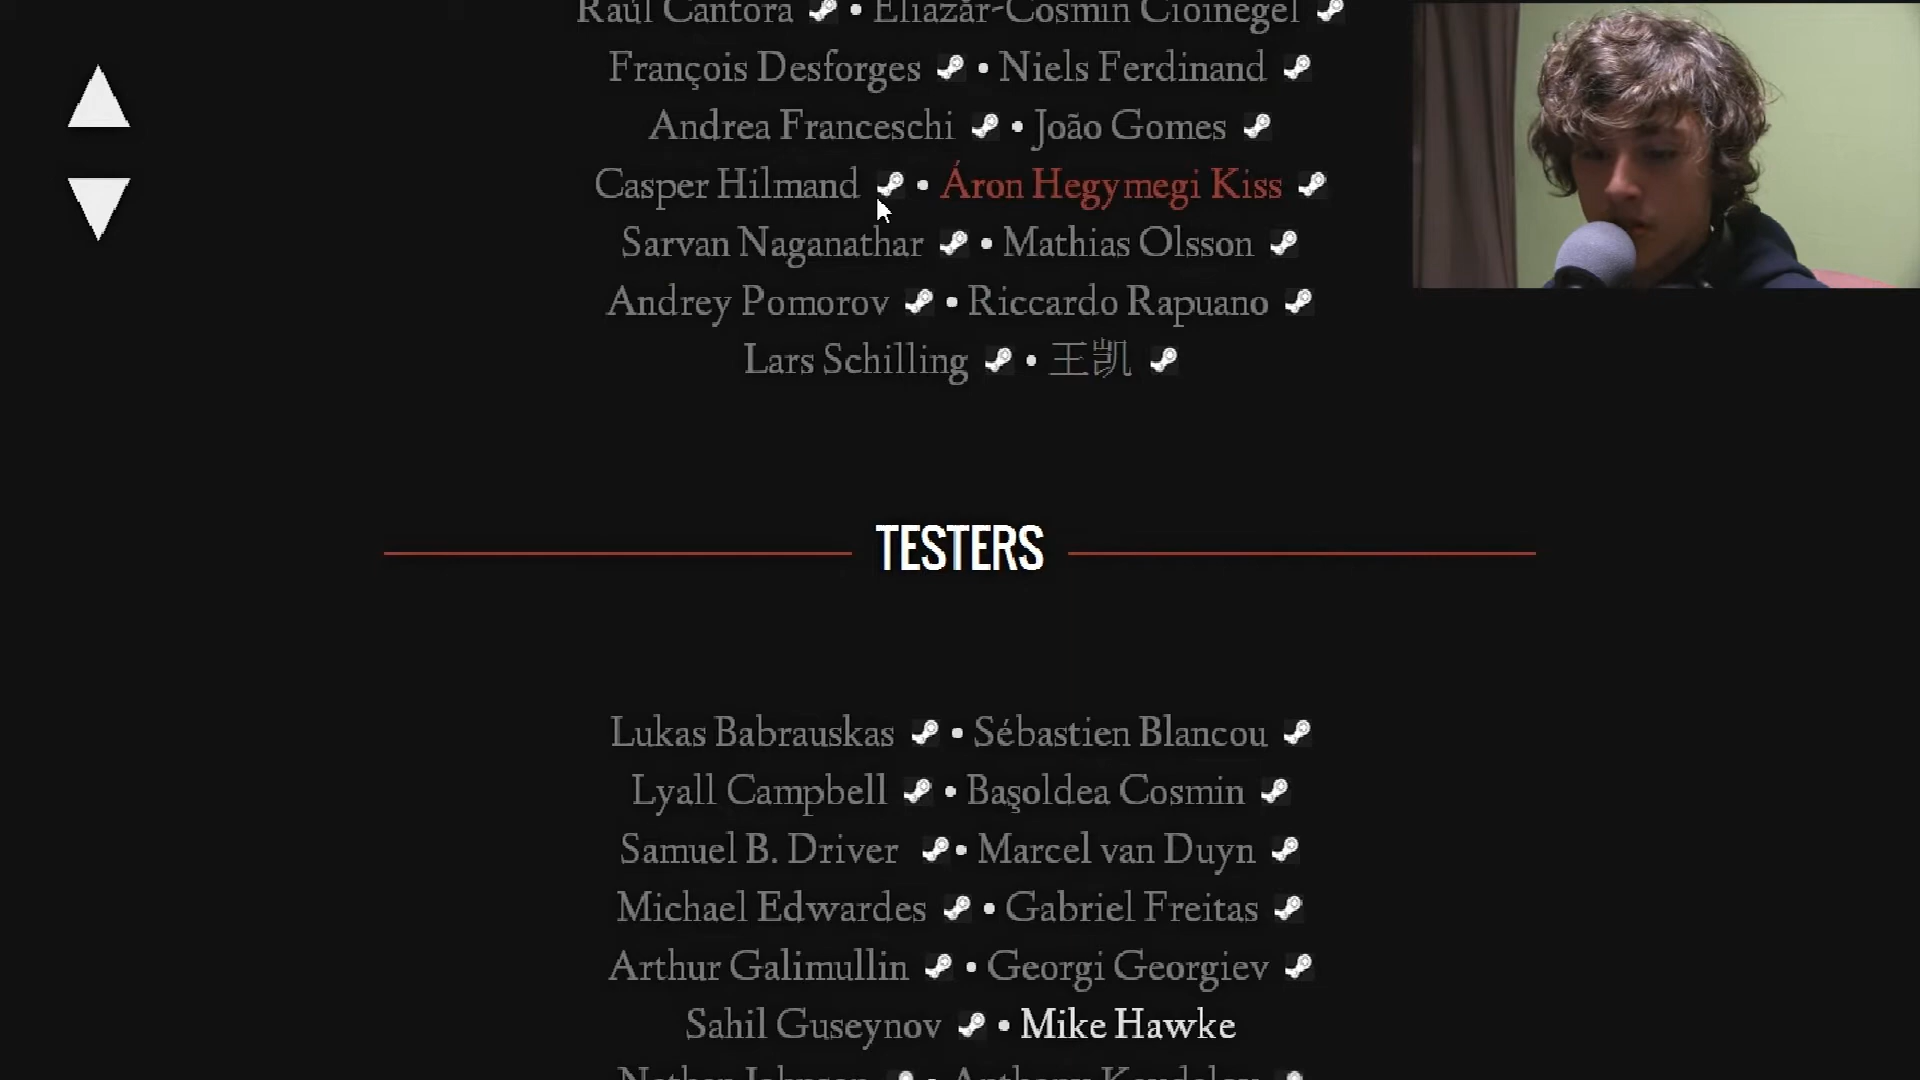 Raúl Cantora • Eliazăr-Cosmin Cioinegel
François Desforges • Niels Ferdinand
Andrea Franceschi • João Gomes
Casper Hilmand • Áron Hegymegi Kiss
Sarvan Naganathar • Mathias Olsson
Andrey Pomorov • Riccardo Rapuano
Lars Schilling • 王凯
TESTERS
Lukas Babrauskas • Sébastien Blancou
Lyall Campbell • Başoldea Cosmin
Samuel B. Driver • Marcel van Duyn
Michael Edwardes • Gabriel Freitas
Arthur Galimullin • Georgi Georgiev
Sahil Guseynov • Mike Hawke